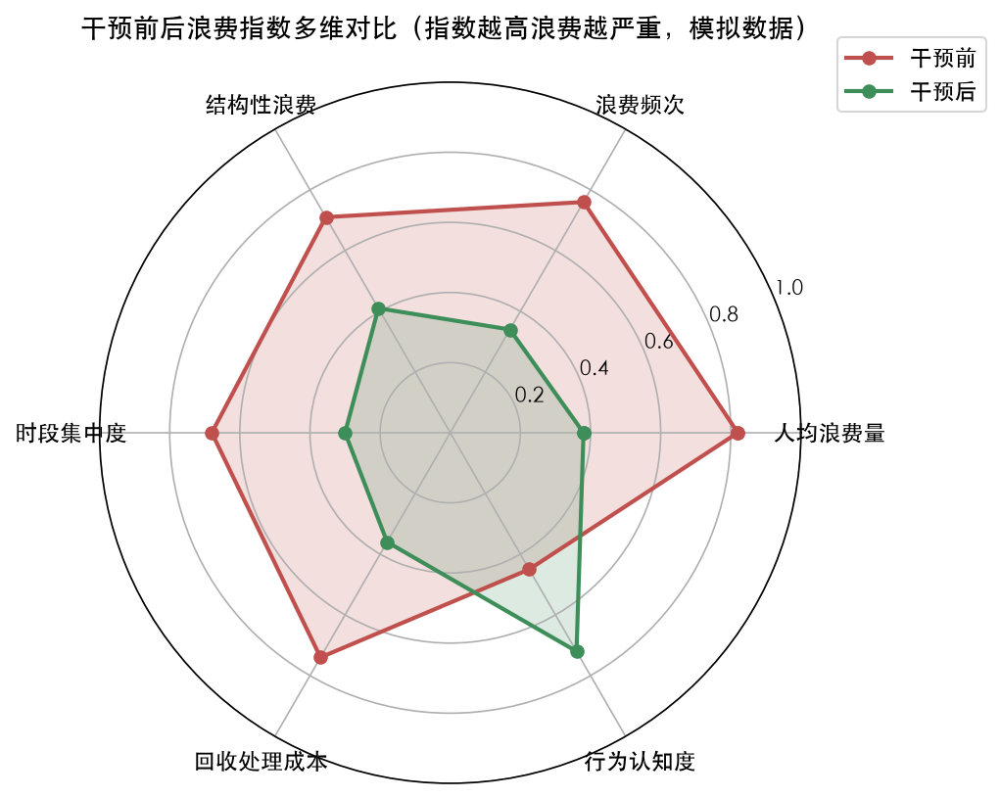 干预前后浪费指数多维对比（指数越高浪费越严重，模拟数据）
干预前
干预后
结构性浪费
浪费频次
1.0
0.8
0.6
0.4
0.2
时段集中度
人均浪费量
回收处理成本
行为认知度